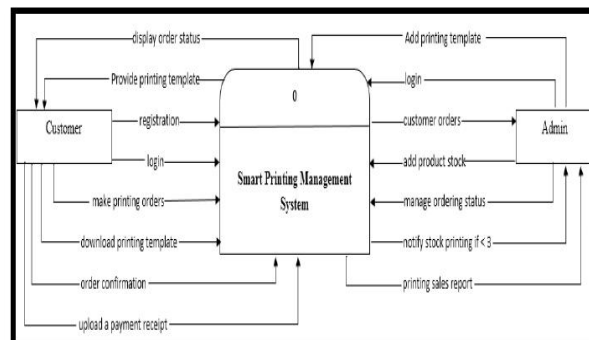 display order status
Add printing template
Provide printing template
login
0
Customer
registration
customer orders
Admin
login
add product stock
Smart Printing Management
System
make printing orders
manage ordering status
download printing template
notify stock printing if < 3
order confirmation
printing sales report
upload a payment receipt